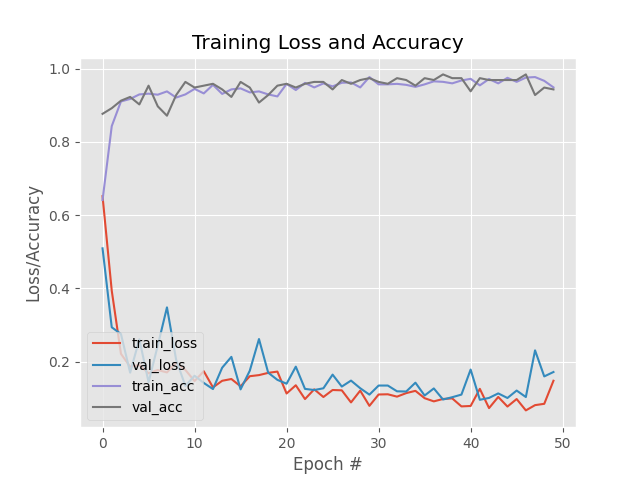 Training Loss and Accuracy
Loss/Accuracy
1.0
0.8
0.6
0.4
0.2
train_loss
val_loss
train_acc
val_acc
0 10 20 30 40 50
Epoch #